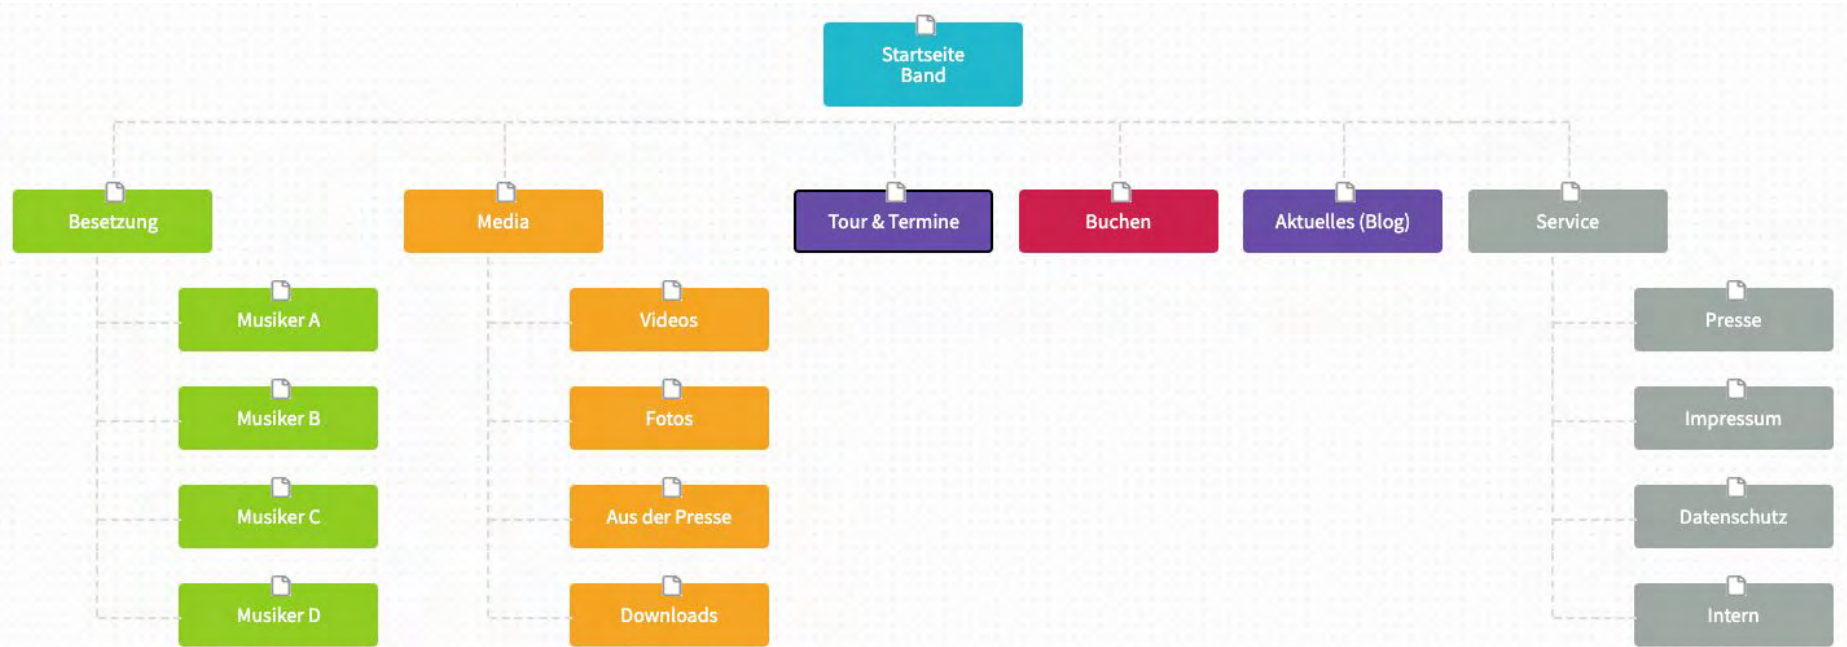 Startseite
Band
Besetzung
Media
Tour & Termine
Buchen
Aktuelles (Blog)
Service
Musiker A
Videos
Presse
Musiker B
Fotos
Impressum
Musiker C
Aus der Presse
Datenschutz
Musiker D
Downloads
Intern